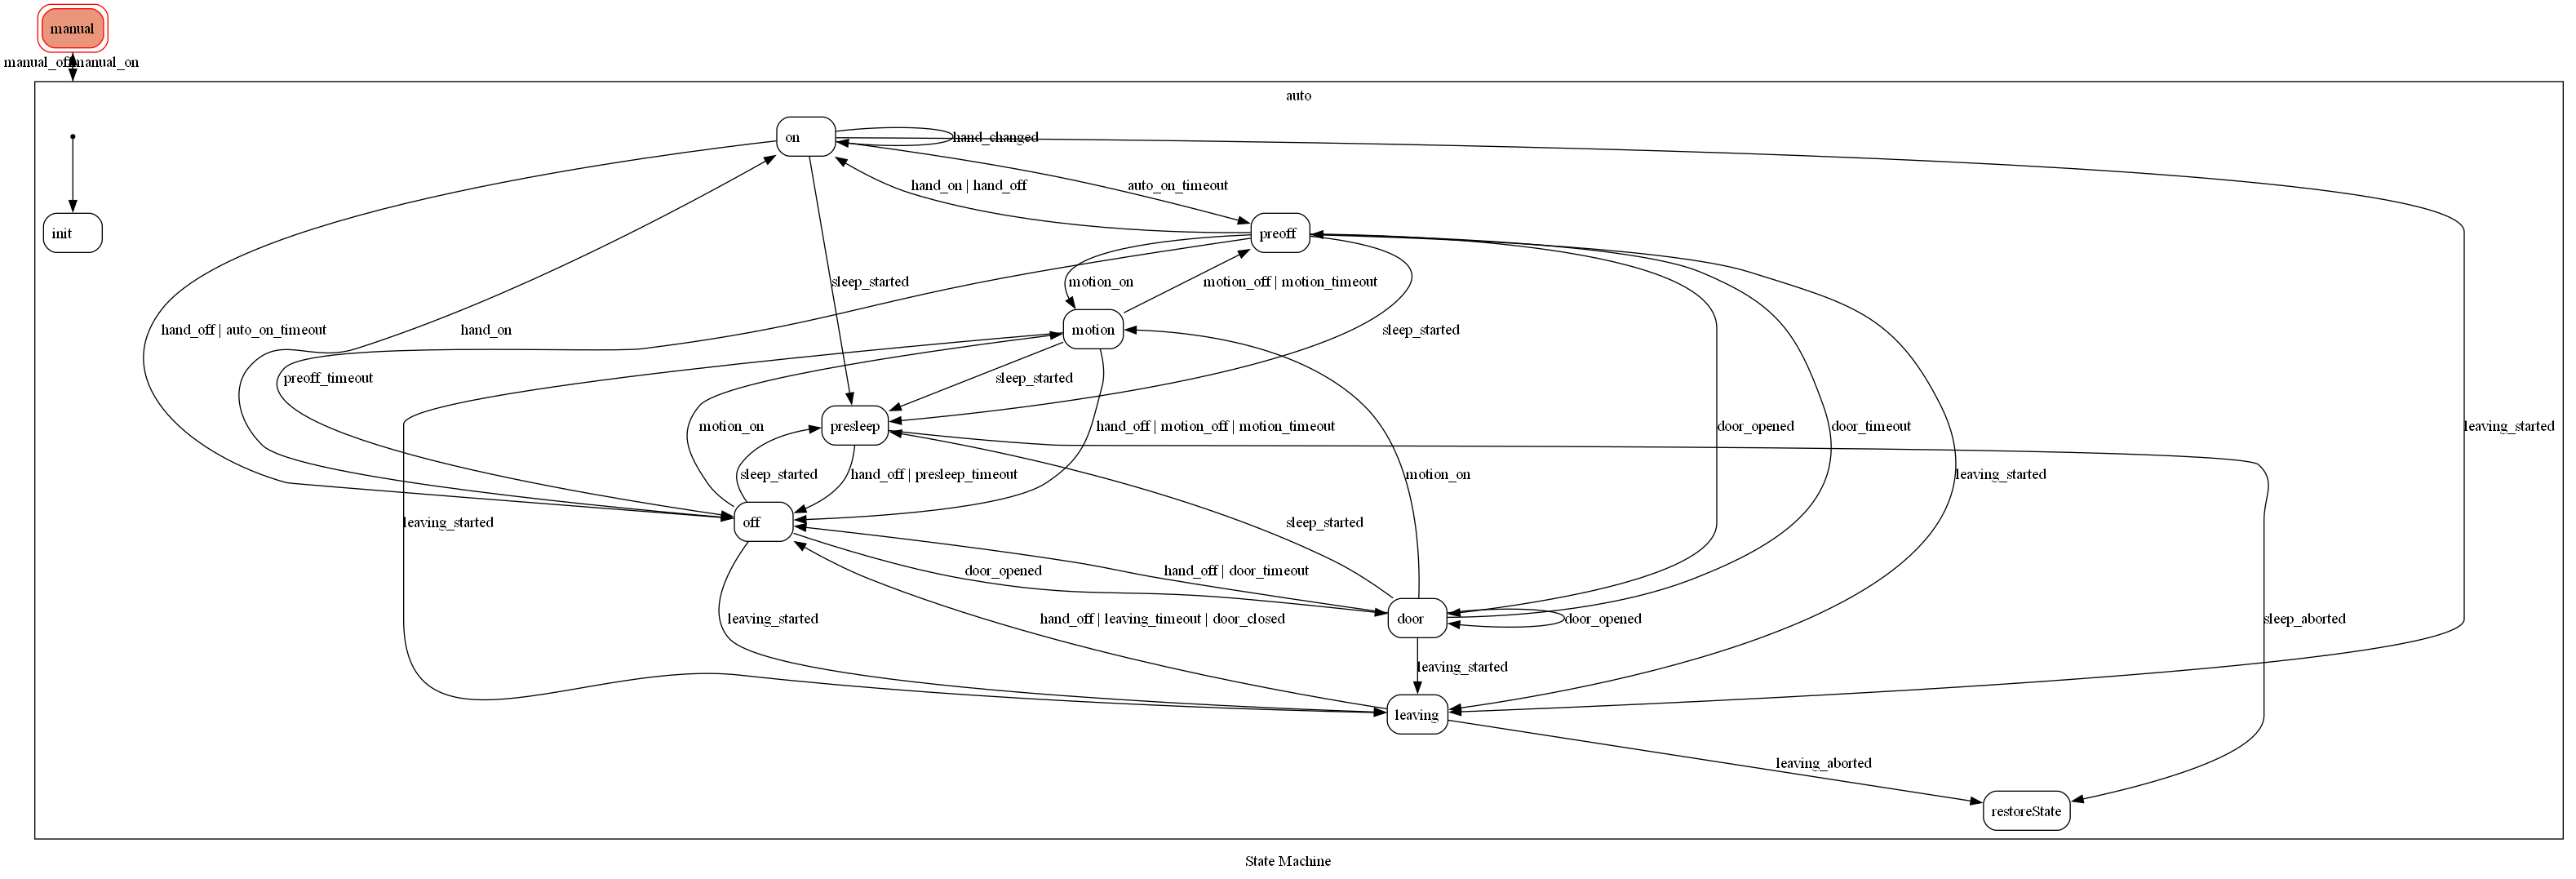 manual
manual_off
manual_on
auto
on
hand_changed
hand_on | hand_off
auto_on_timeout
init
preoff
sleep_started
motion_on
motion_off | motion_timeout
hand_off | auto_on_timeout
hand_on
motion
sleep_started
preoff_timeout
sleep_started
motion_on
presleep
hand_off | motion_off | motion_timeout
door_opened
door_timeout
leaving_started
sleep_started
hand_off | presleep_timeout
motion_on
leaving_started
leaving_started
off
sleep_started
door_opened
hand_off | door_timeout
leaving_started
hand_off | leaving_timeout | door_closed
door
door_opened
sleep_aborted
leaving_started
leaving
leaving_aborted
restoreState
State Machine